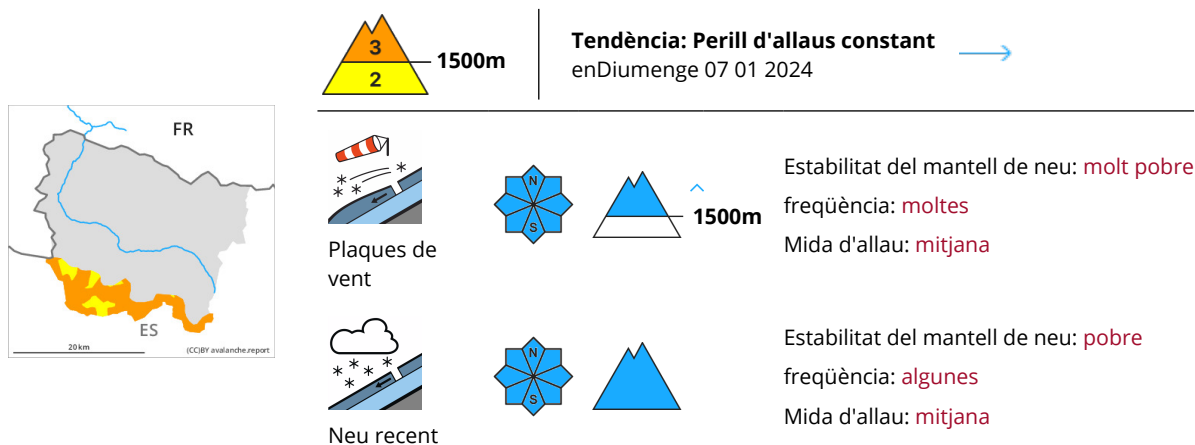 3
2
1500m
Tendència: Perill d'allaus constant
enDiumenge 07 01 2024
FR
ES
20 km
(CC)BY avalanche.report
N
S
1500m
Plaques de
vent
Estabilitat del mantell de neu: molt pobre
freqüència: moltes
Mida d'allau: mitjana
N
S
Neu recent
Estabilitat del mantell de neu: pobre
freqüència: algunes
Mida d'allau: mitjana